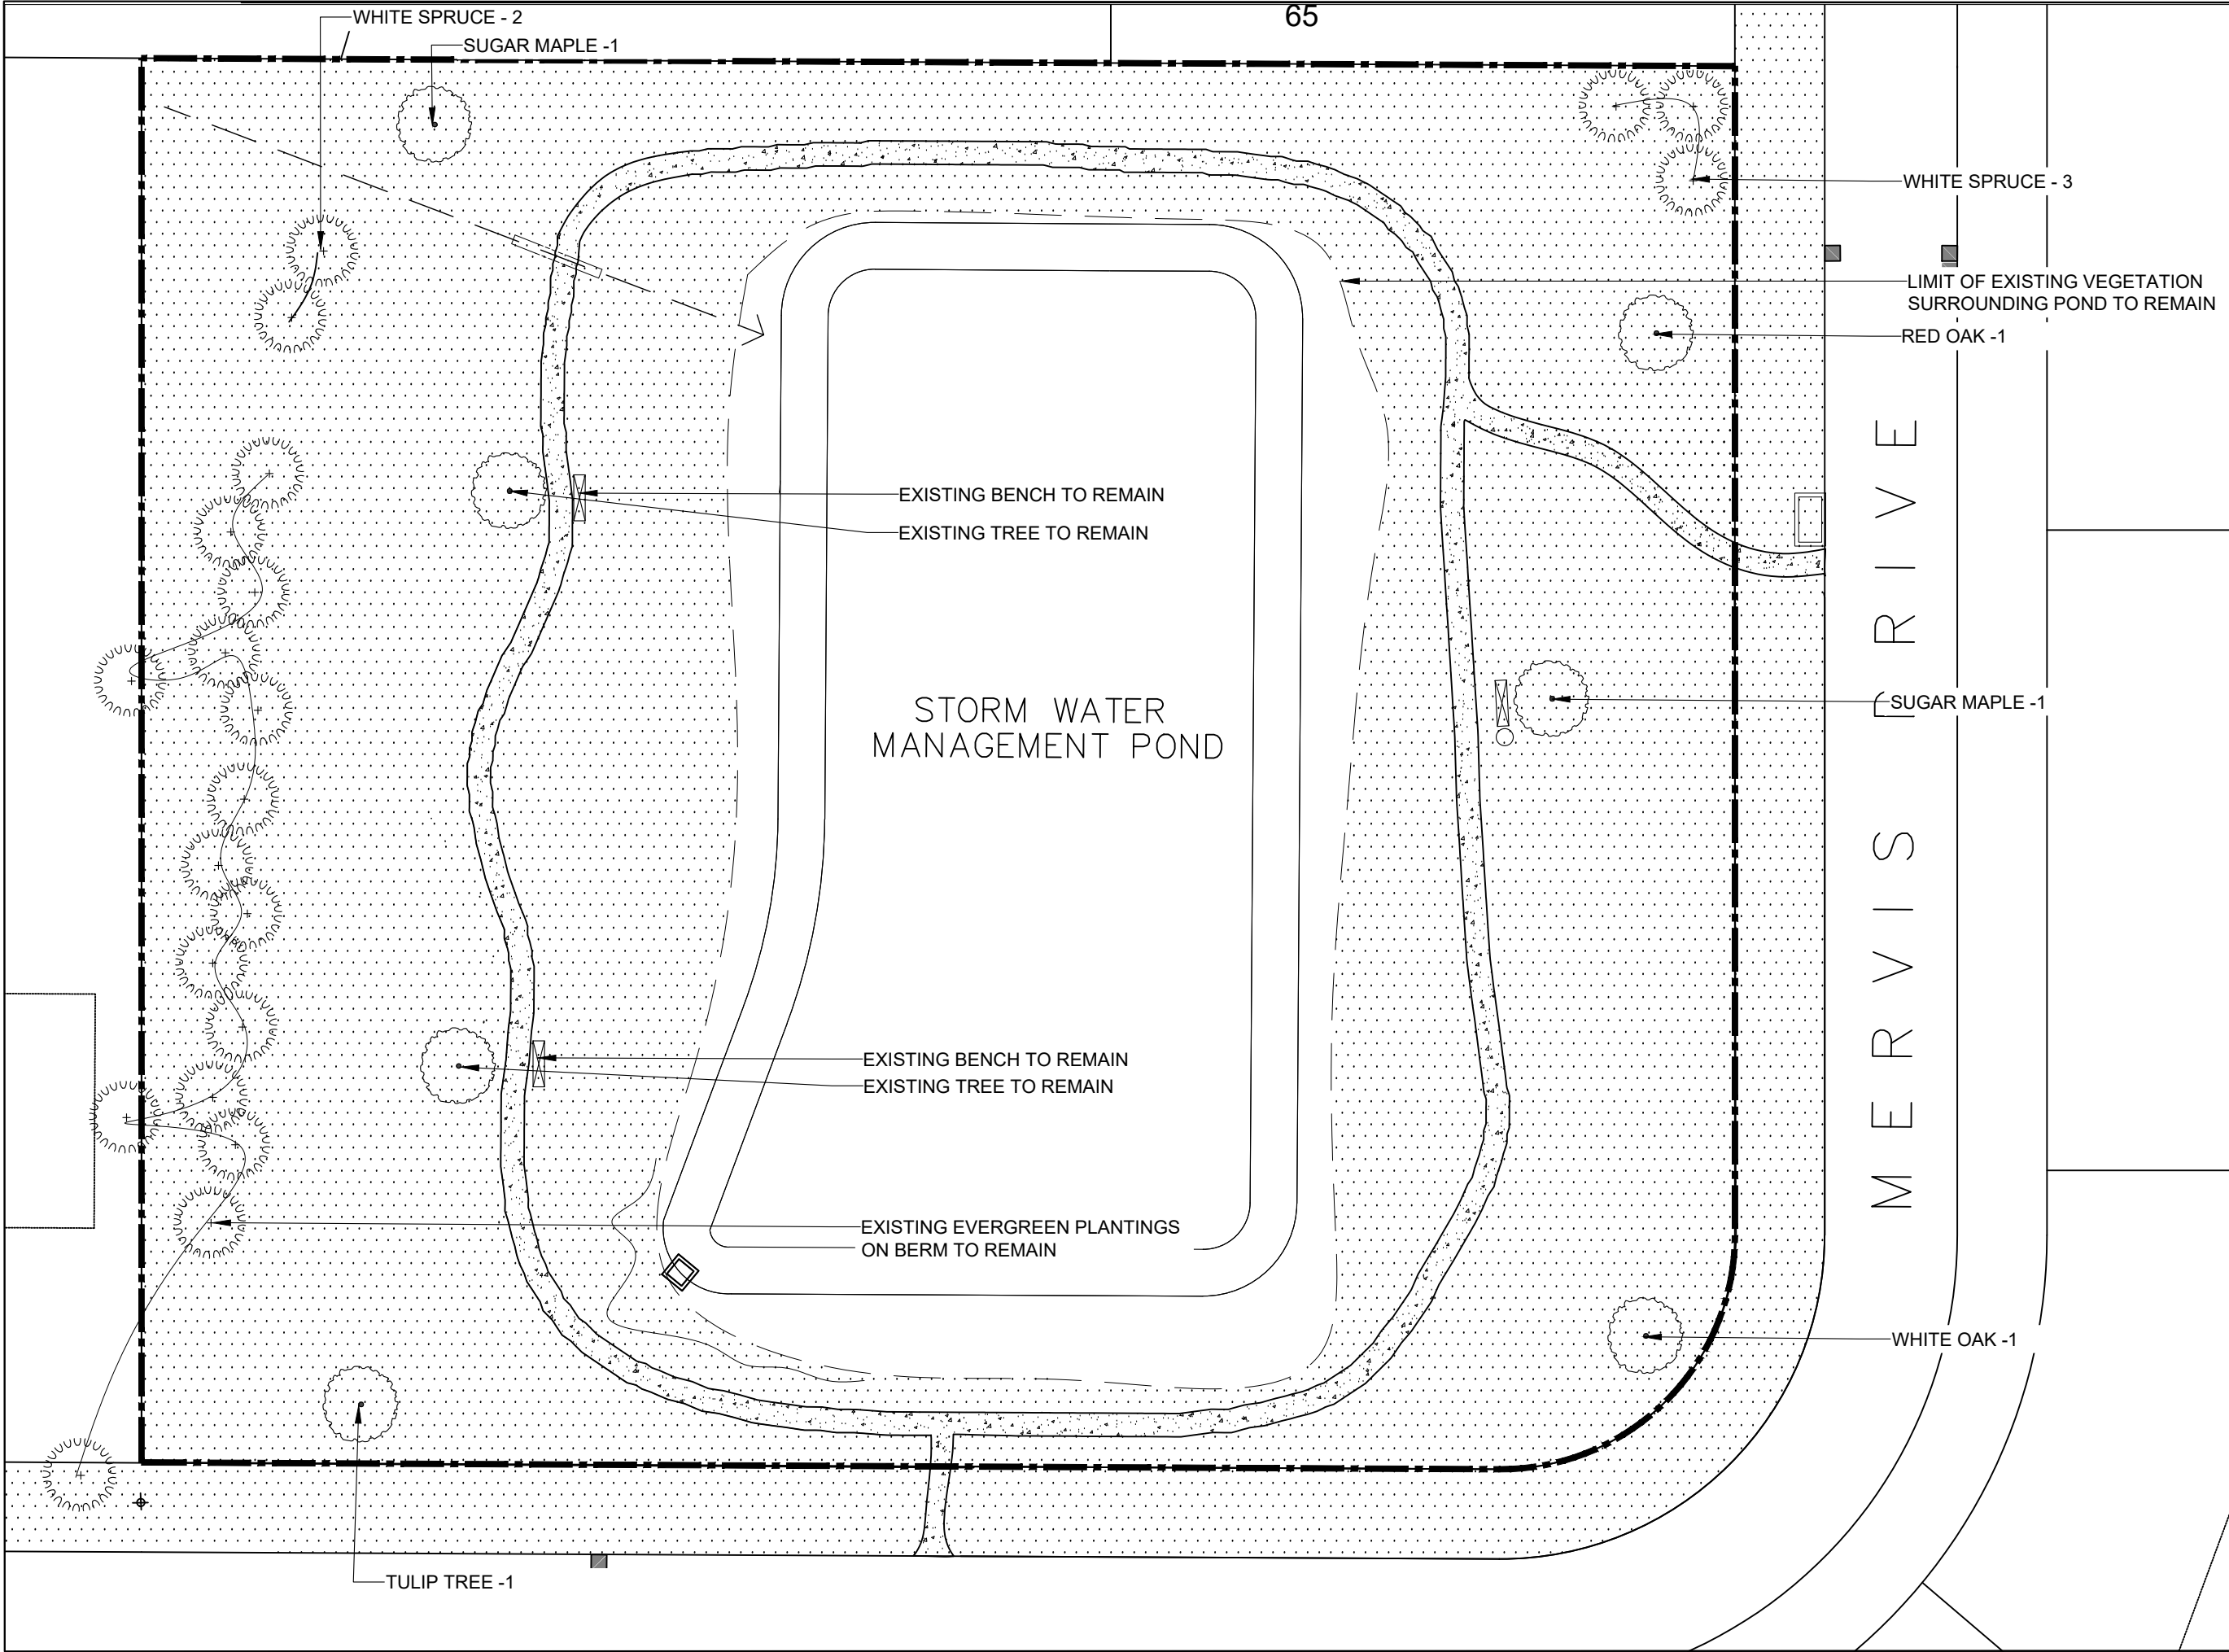 65
WHITE SPRUCE - 2
SUGAR MAPLE -1
WHITE SPRUCE - 3
LIMIT OF EXISTING VEGETATION
SURROUNDING POND TO REMAIN
RED OAK -1
EXISTING BENCH TO REMAIN
EXISTING TREE TO REMAIN
STORM WATER
MANAGEMENT POND
SUGAR MAPLE -1
MERVIS DRIVE
EXISTING BENCH TO REMAIN
EXISTING TREE TO REMAIN
EXISTING EVERGREEN PLANTINGS
ON BERM TO REMAIN
WHITE OAK -1
TULIP TREE -1